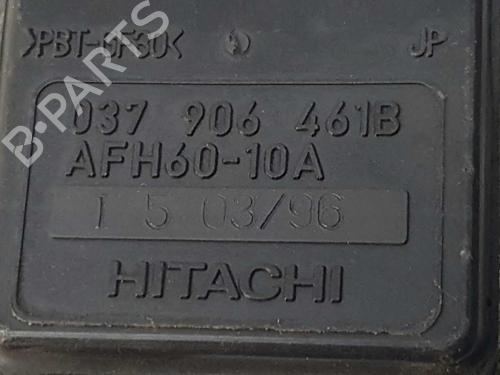 >PBT-GF30< JP
037 906 461B
AFH60-10A
I 5 03/96
HITACHI
B-PARTS